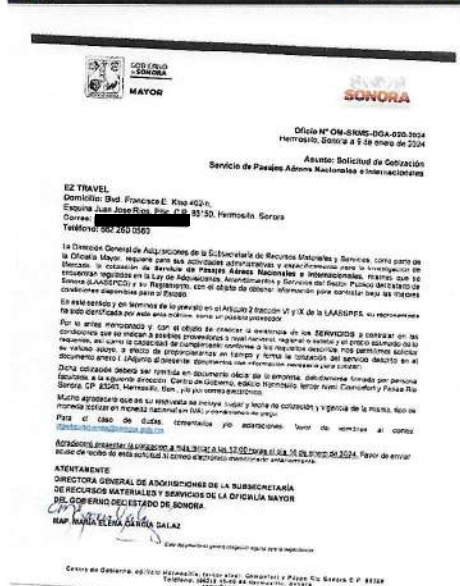 GOBIERNO
DE SONORA
MAYOR
SONORA
Oficio N° OM-SRMS-DGA-020-2024
Hermosillo, Sonora a 9 de enero de 2024
Asunto: Solicitud de Cotización
Servicio de Pasajes Aéreos Nacionales e Internacionales
EZ TRAVEL
Domicilio: Blvd. Francisco E. Kino 402-n,
Esquina Juan Jose Ríos, Pitic, C.P. 83150, Hermosillo, Sonora
Correo:
Teléfono: 662 260 0560
La Dirección General de Adquisiciones de la Subsecretaría de Recursos Materiales y Servicios, como parte de
la Oficialía Mayor, requiere para sus actividades administrativas y específicamente para la investigación de
Mercado, la cotización de Servicio de Pasajes Aéreos Nacionales e Internacionales, mismos que se
encuentran regulados en la Ley de Adquisiciones, Arrendamientos y Servicios del Sector Público del Estado de
Sonora (LAASSPES) y su Reglamento, con el objeto de obtener información para contratar bajo las mejores
condiciones disponibles para el Estado.
En este sentido y en términos de lo previsto en el Artículo 2 fracción VI y IX de la LAASSPES, su representada
ha sido identificada por este ente público como un posible proveedor.
Por lo antes mencionado y con el objeto de conocer la existencia de los SERVICIOS a contratar en las
condiciones que se indican a posibles proveedores a nivel nacional, regional o estatal y el precio estimado de lo
requerido, así como la capacidad de cumplimiento conforme a los requisitos descritos, nos permitimos solicitar
su valioso apoyo, a efecto de proporcionarnos en tiempo y forma la cotización del servicio descrito en el
documento anexo I.
Dicha cotización deberá ser remitida en documento oficial de la empresa, debidamente firmada por persona
facultada, a la siguiente dirección: Centro de Gobierno, edificio Hermosillo tercer nivel Comonfort y Paseo Río
Sonora CP. Hermosillo, Son., y/o por correo electrónico.
Mucho agradeceré que en su respuesta se incluya: lugar y fecha de cotización y vigencia de la misma, tipo de
moneda (cotizar en moneda nacional sin IVA) y condiciones de pago.
Para el caso de dudas, comentarios y/o aclaraciones favor de remitirlas al correo
Agradeceré presentar la cotización a más tardar a las 12:00 horas el día 16 de enero de 2024. Favor de enviar
acuse de recibo de esta solicitud al correo electrónico mencionado anteriormente.
ATENTAMENTE
DIRECTORA GENERAL DE ADQUISICIONES DE LA SUBSECRETARÍA
DE RECURSOS MATERIALES Y SERVICIOS DE LA OFICIALÍA MAYOR
DEL GOBIERNO DEL ESTADO DE SONORA
MAP. MARÍA ELENA GARCÍA GALAZ
Este documento no genera obligación alguna para la dependencia
Centro de Gobierno, edificio Hermosillo, tercer nivel, Comonfort y Paseo Río Sonora C.P.
Teléfono: Hermosillo, Sonora